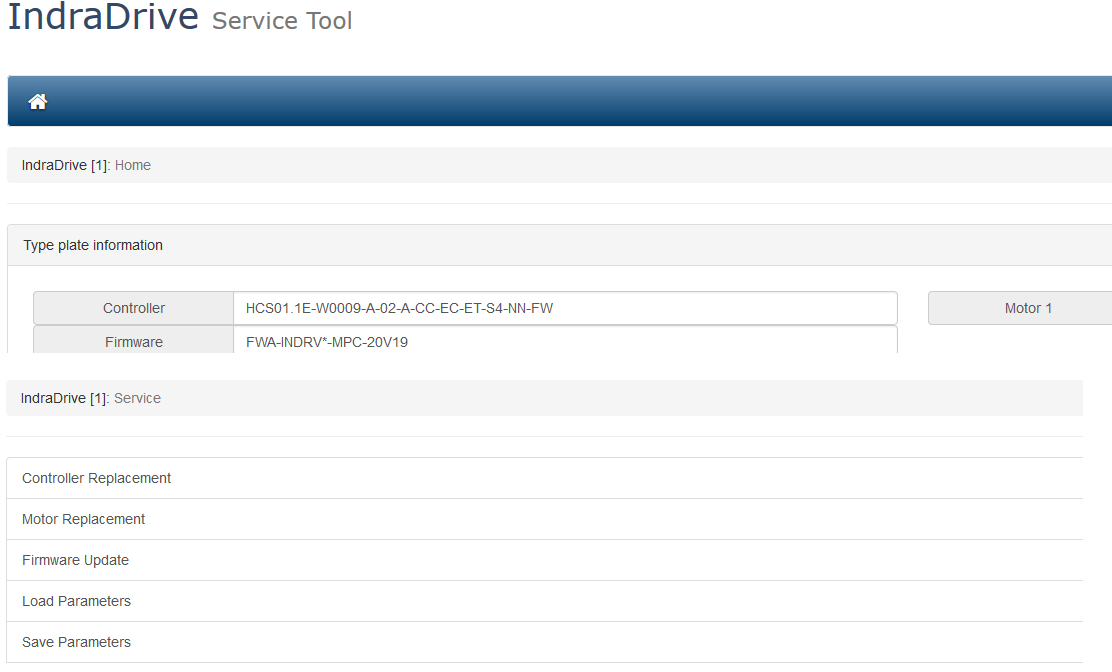 IndraDrive Service Tool
IndraDrive [1]: Home
Type plate information
Controller HCS01.1E-W0009-A-02-A-CC-EC-ET-S4-NN-FW Motor 1
Firmware FWA-INDRV*-MPC-20V19
IndraDrive [1]: Service
Controller Replacement
Motor Replacement
Firmware Update
Load Parameters
Save Parameters